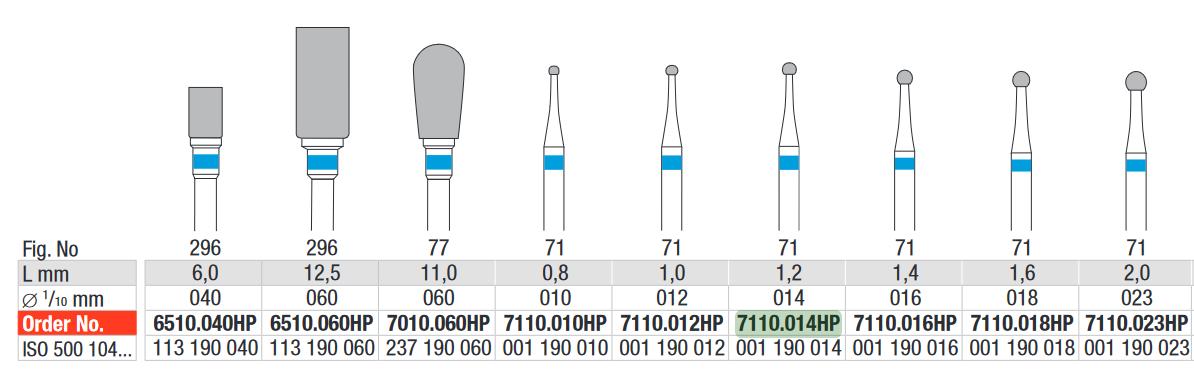 Fig. No 296 296 77 71 71 71 71 71 71
L mm 6,0 12,5 11,0 0,8 1,0 1,2 1,4 1,6 2,0
⌀ 1/10 mm 040 060 060 010 012 014 016 018 023
Order No. 6510.040HP 6510.060HP 7010.060HP 7110.010HP 7110.012HP 7110.014HP 7110.016HP 7110.018HP 7110.023HP
ISO 500 104... 113 190 040 113 190 060 237 190 060 001 190 010 001 190 012 001 190 014 001 190 016 001 190 018 001 190 023